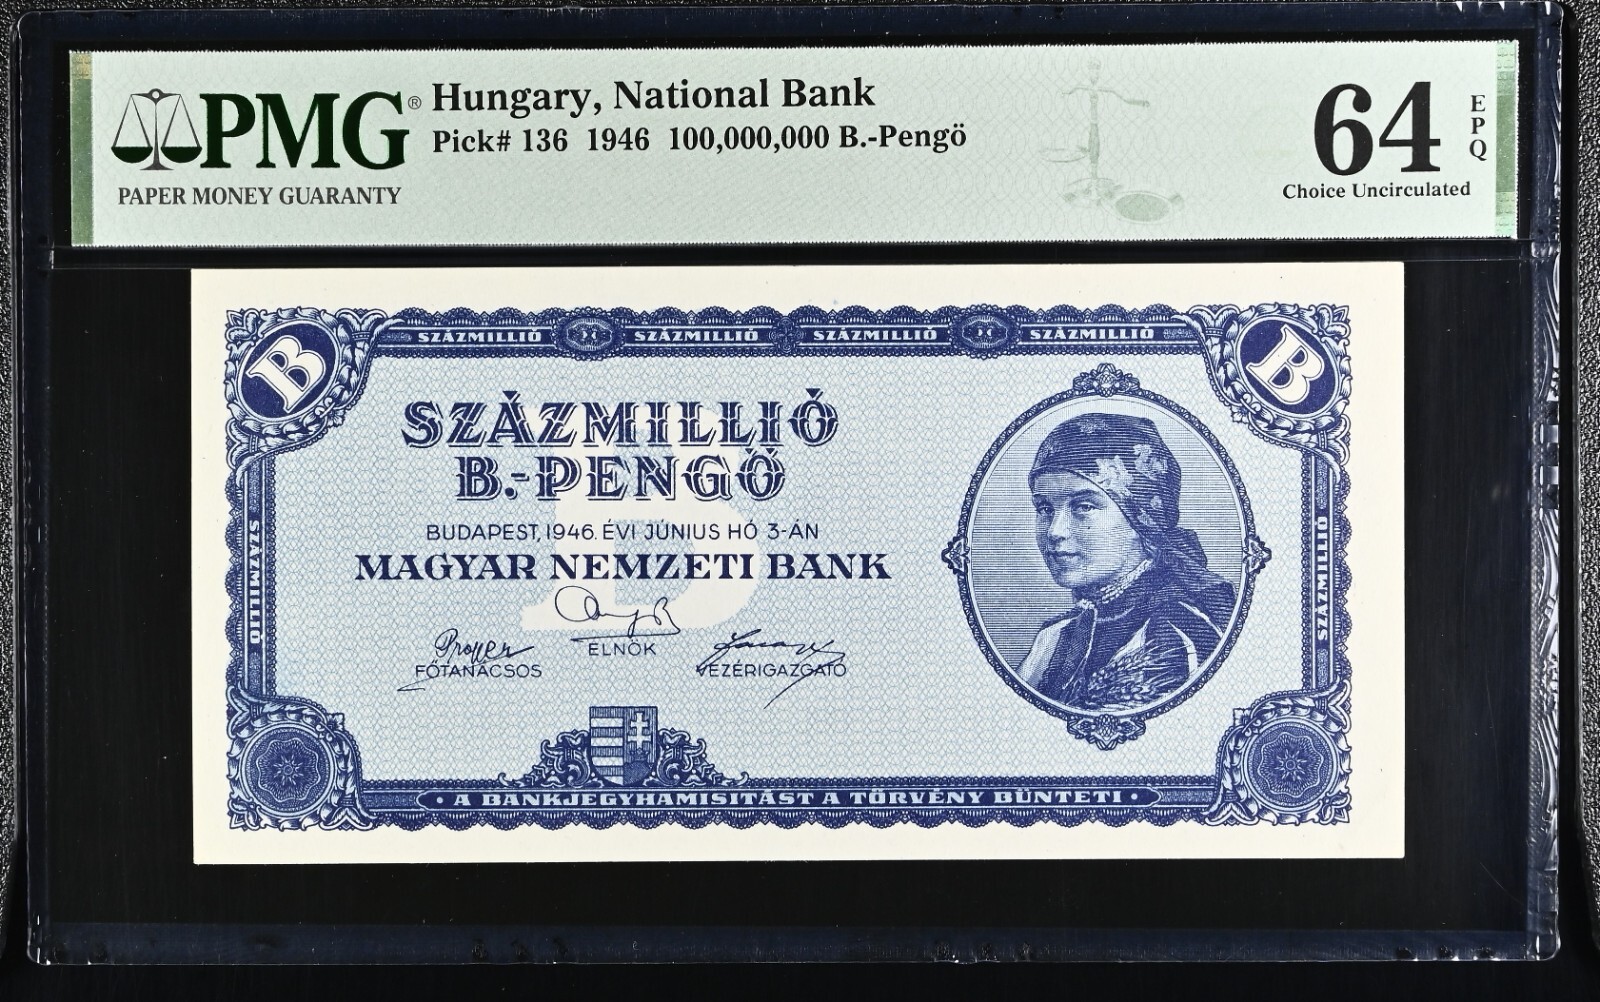 PMG®
PAPER MONEY GUARANTY
Hungary, National Bank
Pick# 136 1946 100,000,000 B.-Pengö
64
EPQ
Choice Uncirculated
B
SZÁZMILLIÓ SZÁZMILLIÓ SZÁZMILLIÓ SZÁZMILLIÓ
B
SZÁZMILLIÓ
B.-PENGŐ
BUDAPEST, 1946. ÉVI JÚNIUS HÓ 3-ÁN
MAGYAR NEMZETI BANK
B
FŐTANÁCSOS
ELNÖK
VEZÉRIGAZGATÓ
SZÁZMILLIÓ
SZÁZMILLIÓ
• A BANKJEGYHAMISITÁST A TÖRVÉNY BÜNTETI •